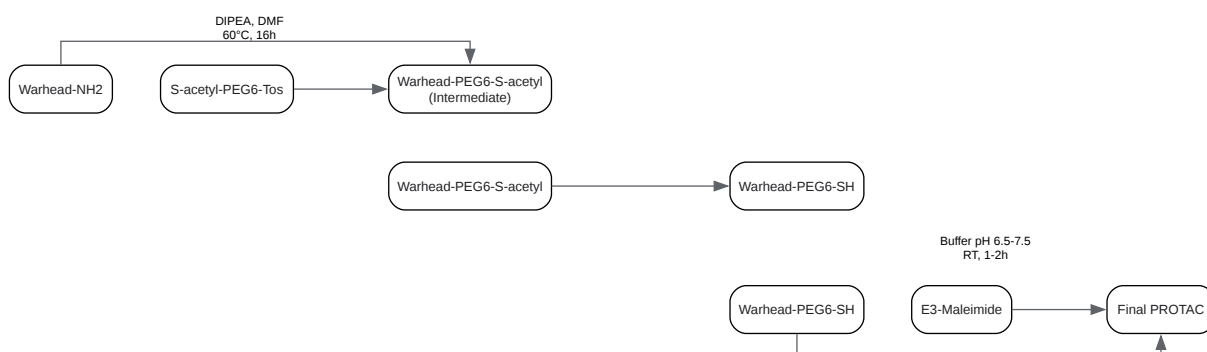 DIPEA, DMF
60°C, 16h
Warhead-NH2
S-acetyl-PEG6-Tos
Warhead-PEG6-S-acetyl
(Intermediate)
Warhead-PEG6-S-acetyl
Warhead-PEG6-SH
Buffer pH 6.5-7.5
RT, 1-2h
Warhead-PEG6-SH
E3-Maleimide
Final PROTAC